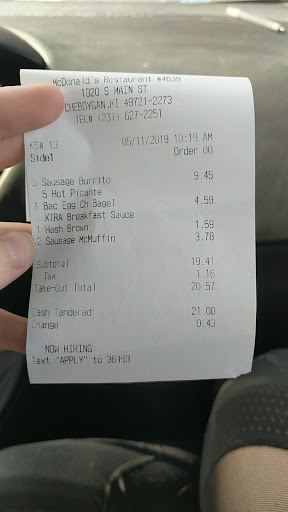 McDonald's Restaurant #4639
1020 S MAIN ST
CHEBOYGAN,MI 49721-2273
TEL# (231) 627-2251
KS# 13 05/11/2019 10:19 AM
Side1 Order 00
5 Sausage Burrito 9.45
5 Hot Picante
1 Bac Egg Ch Bagel 4.59
XTRA Breakfast Sauce
1 Hash Brown 1.59
2 Sausage McMuffin 3.78
Subtotal 19.41
Tax 1.16
Take-Out Total 20.57
Cash Tendered 21.00
Change 0.43
NOW HIRING
Text "APPLY" to 36453